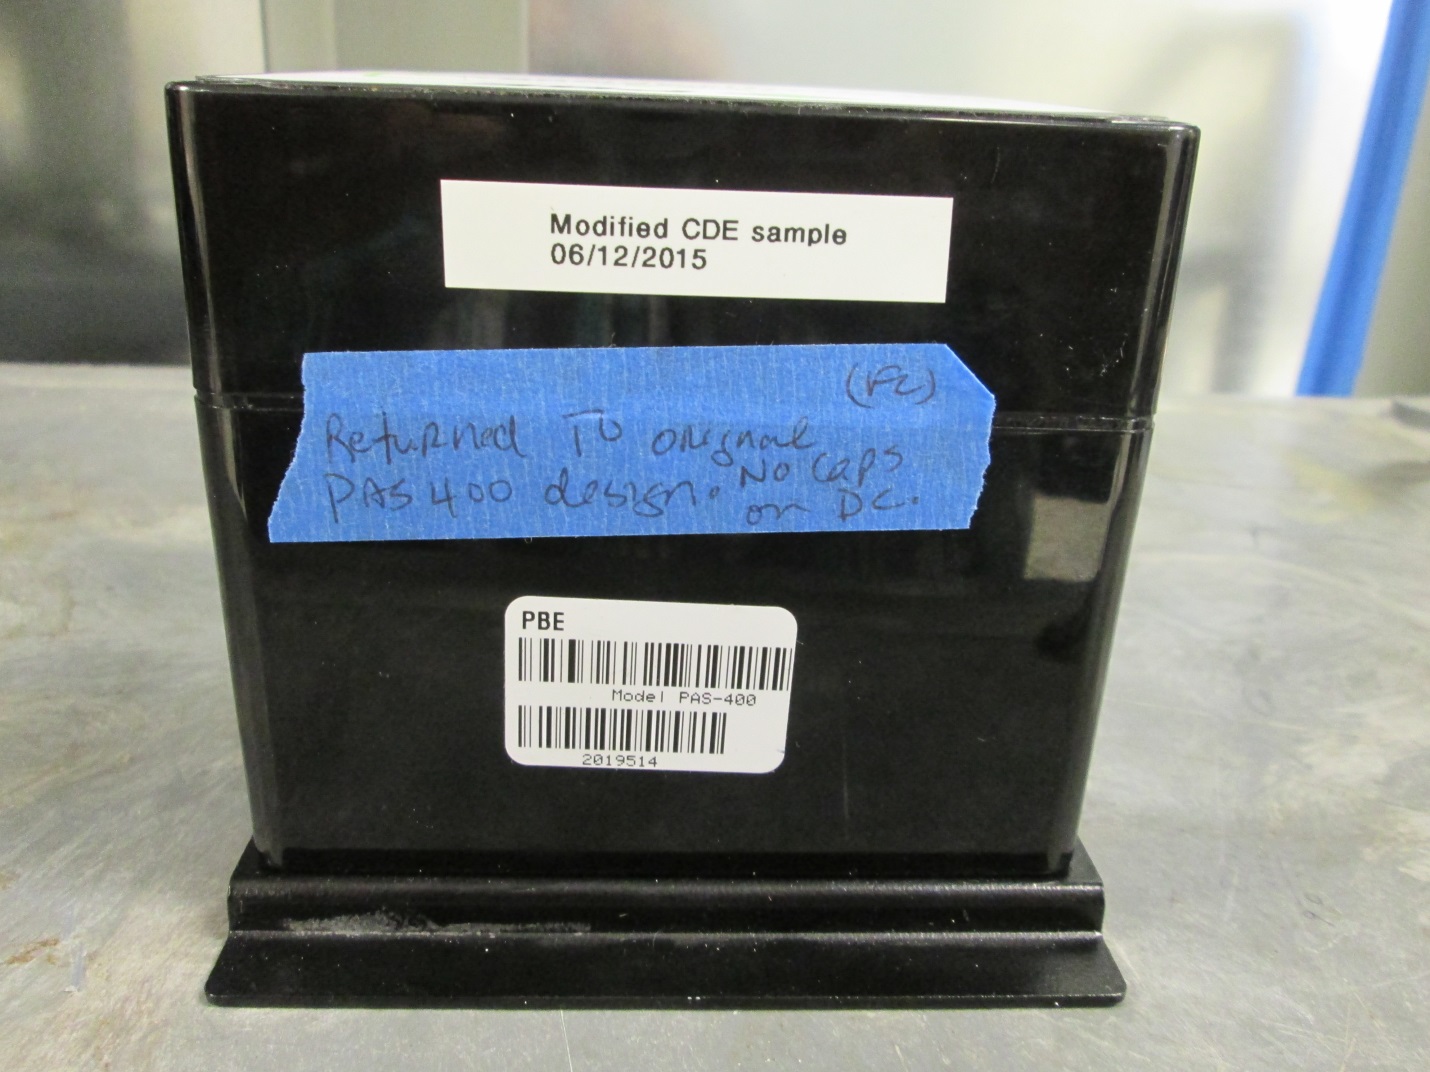 Modified CDE sample
06/12/2015
Returned To original
PAS 400 design. No caps
on DC.
PBE
Model PAS-400
2019514